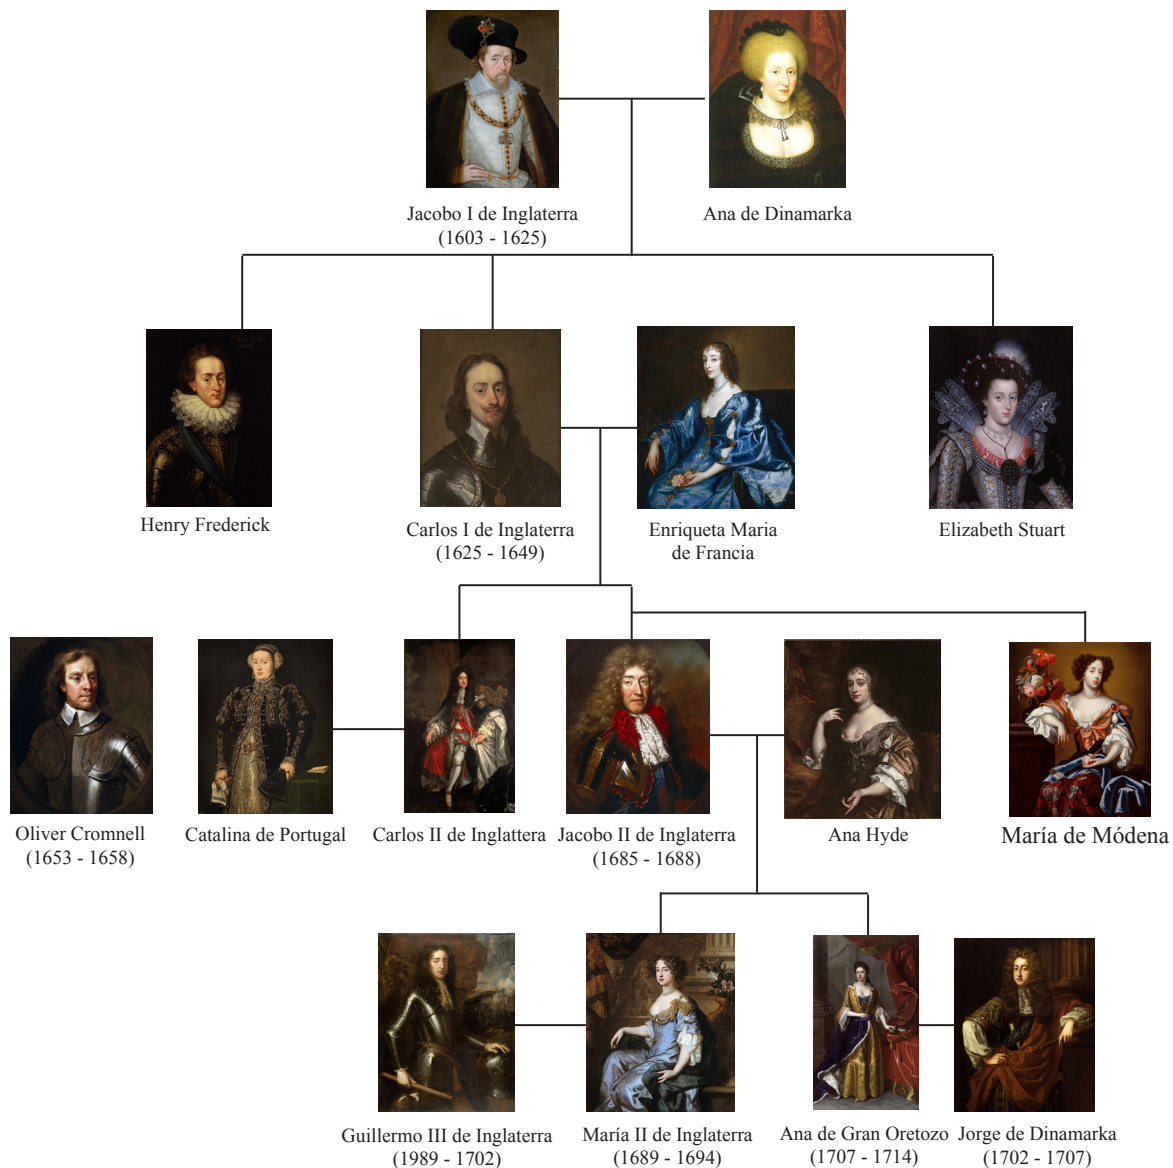 Jacobo I de Inglaterra
(1603 - 1625)
Ana de Dinamarka
Henry Frederick
Carlos I de Inglaterra
(1625 - 1649)
Enriqueta Maria
de Francia
Elizabeth Stuart
Oliver Cromnell
(1653 - 1658)
Catalina de Portugal
Carlos II de Inglattera
Jacobo II de Inglaterra
(1685 - 1688)
Ana Hyde
María de Módena
Guillermo III de Inglaterra
(1989 - 1702)
María II de Inglaterra
(1689 - 1694)
Ana de Gran Oretozo
(1707 - 1714)
Jorge de Dinamarka
(1702 - 1707)